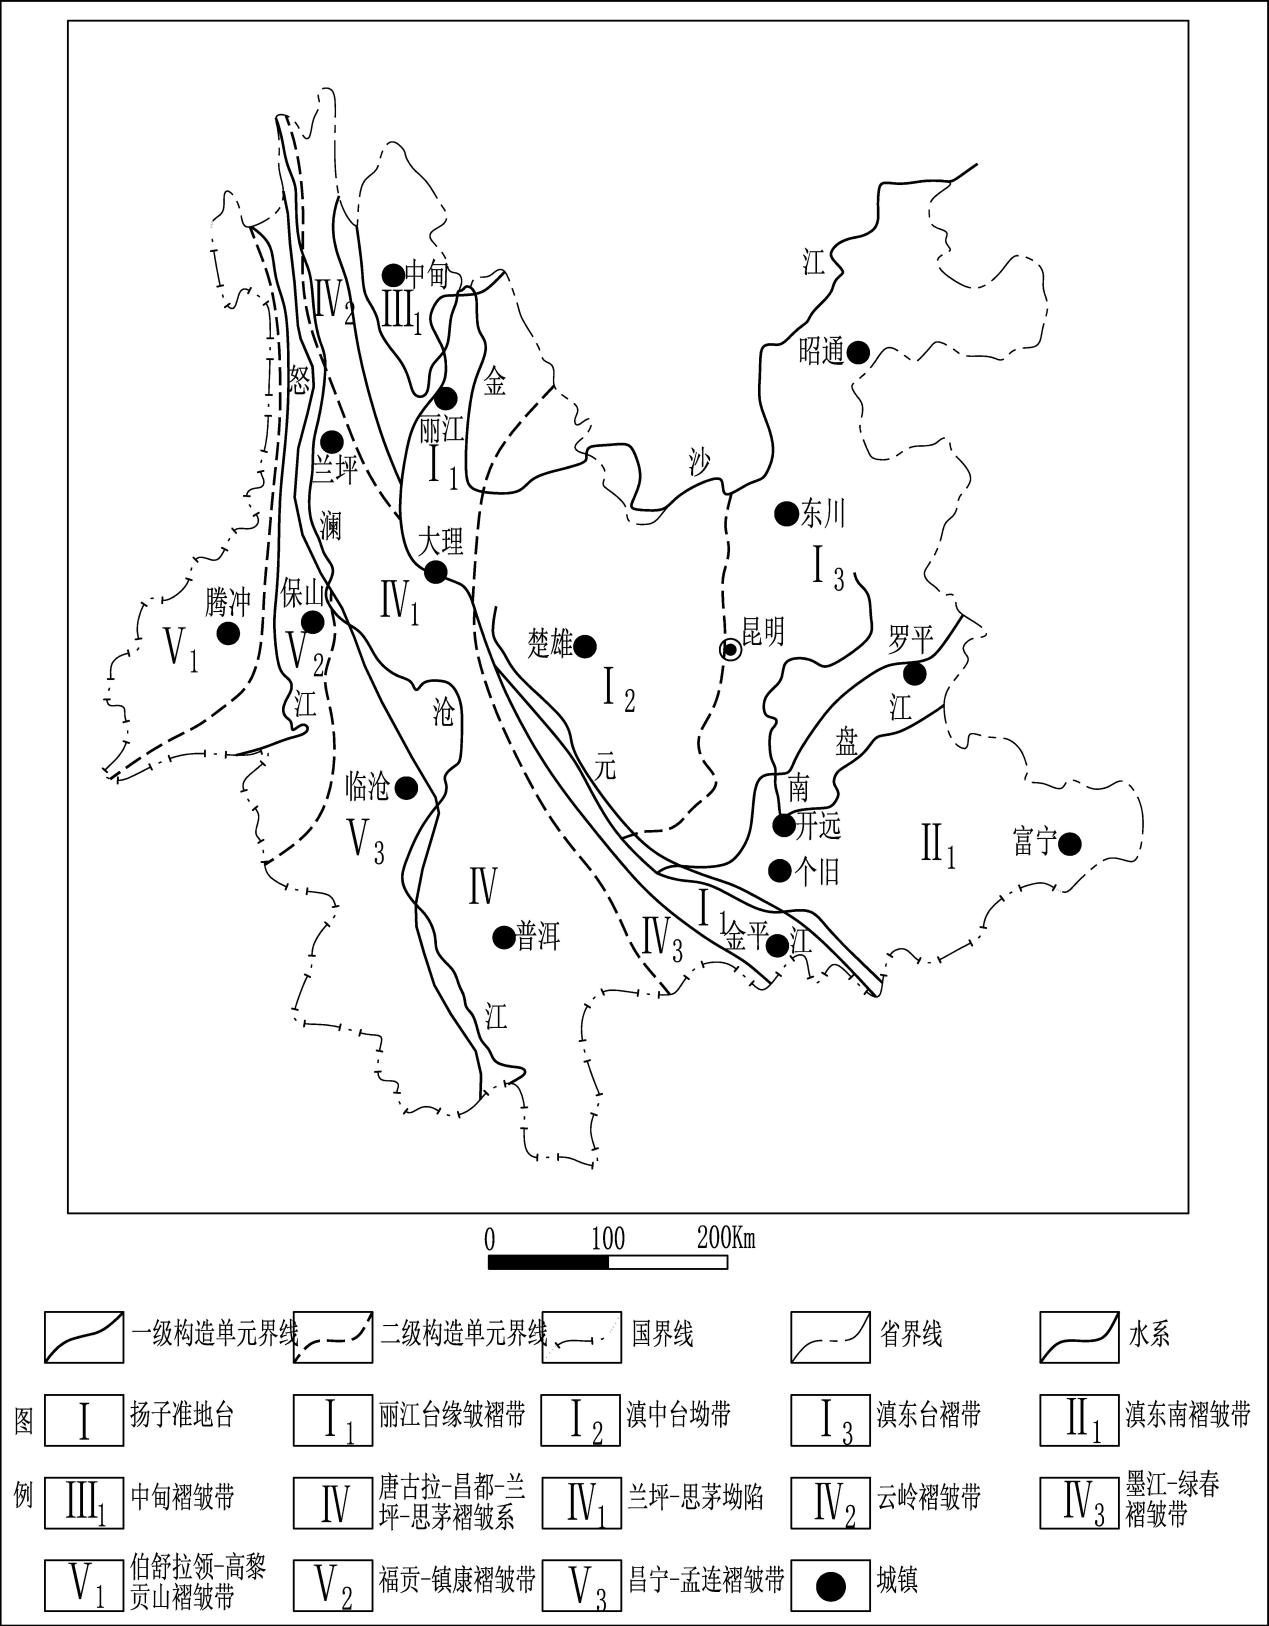 江
中甸
IV2
III1
昭通
怒
金
丽江
兰坪
I1
沙
东川
澜
大理
I3
保山
腾冲
IV1
V1
V2
楚雄
昆明
罗平
I2
江
沧
江
盘
元
临沧
南
开远
V3
II1
富宁
个旧
IV
普洱
IV3
I1
金平
江
江
0 100 200Km
一级构造单元界线
二级构造单元界线
国界线
省界线
水系
图
例
I 扬子准地台
I1 丽江台缘皱褶带
I2 滇中台坳带
I3 滇东台褶带
II1 滇东南褶皱带
III1 中甸褶皱带
IV 唐古拉-昌都-兰
坪-思茅褶皱系
IV1 兰坪-思茅坳陷
IV2 云岭褶皱带
IV3 墨江-绿春
褶皱带
V1 伯舒拉领-高黎
贡山褶皱带
V2 福贡-镇康褶皱带
V3 昌宁-孟连褶皱带
城镇